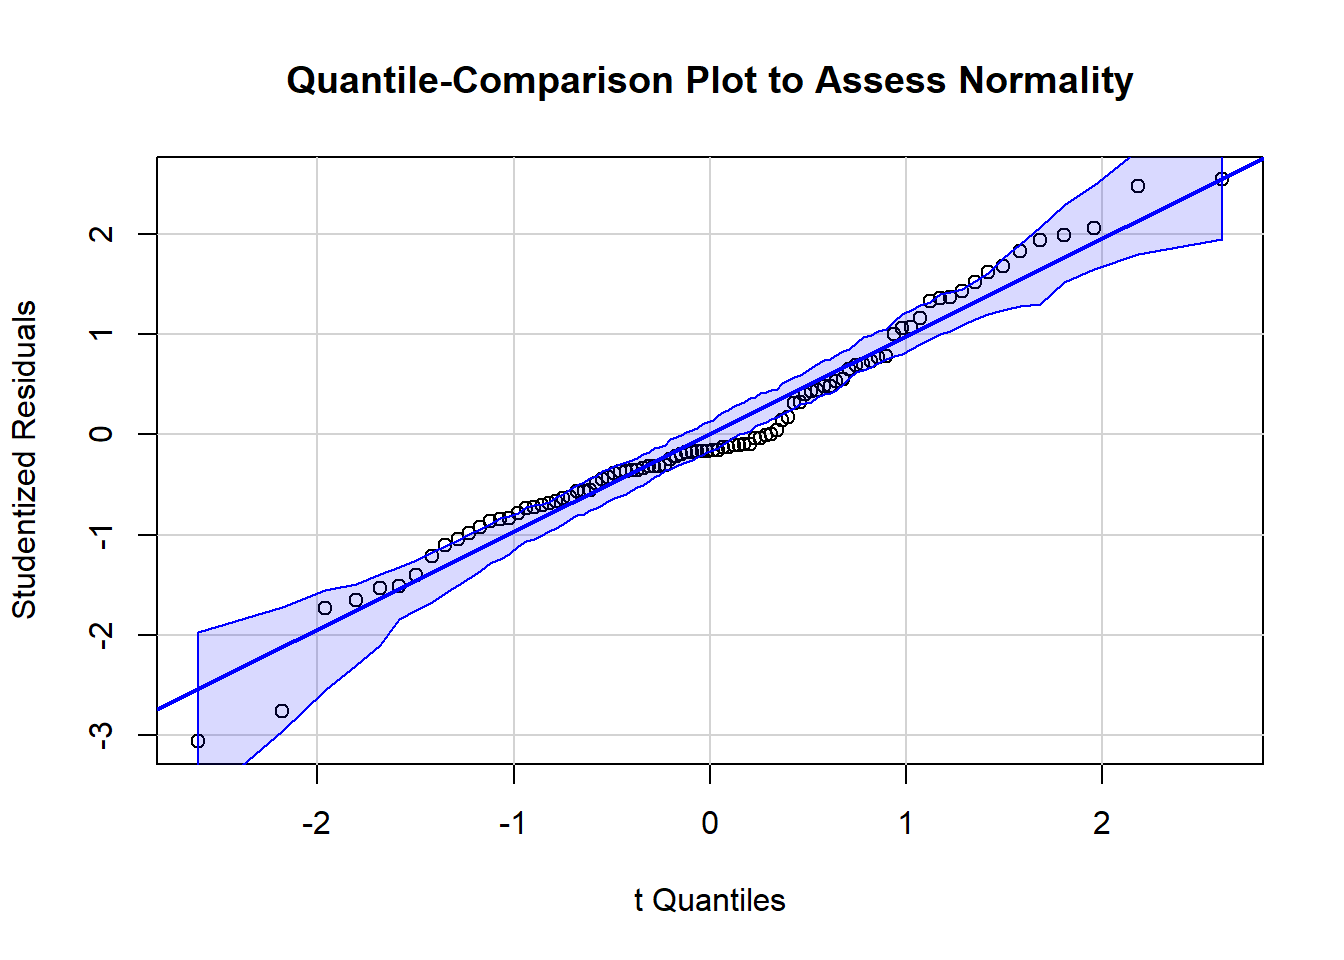 Quantile-Comparison Plot to Assess Normality
Studentized Residuals
2
1
0
-1
-2
-3
-2 -1 0 1 2
t Quantiles